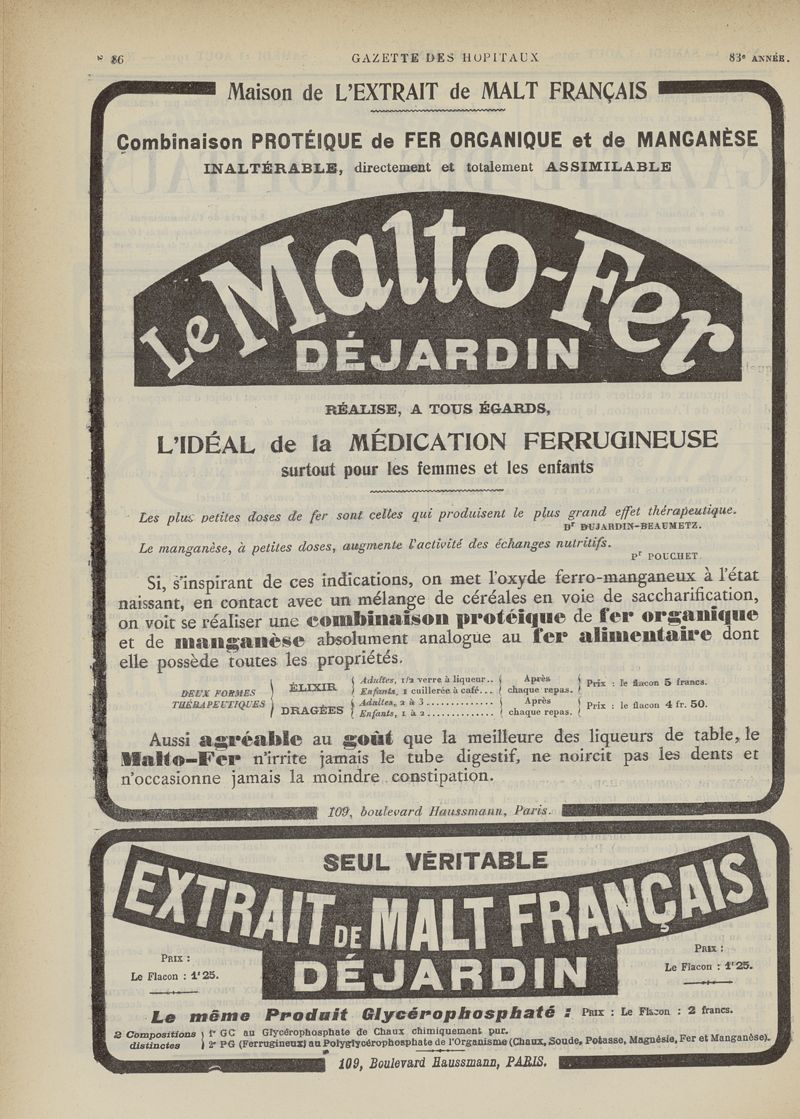 86
GAZETTE DES HOPITAUX
83e ANNÉE.
Maison de L'EXTRAIT de MALT FRANÇAIS
Combinaison PROTÉIQUE de FER ORGANIQUE et de MANGANÈSE
INALTÉRABLE, directement et totalement ASSIMILABLE
Le Malto-Fer
DÉJARDIN
RÉALISE, A TOUS ÉGARDS,
L'IDÉAL de la MÉDICATION FERRUGINEUSE
surtout pour les femmes et les enfants
Les plus petites doses de fer sont celles qui produisent le plus grand effet thérapeutique.
Dr DUJARDIN-BEAUMETZ.
Le manganèse, à petites doses, augmente l'activité des échanges nutritifs.
Pr POUCHET.
Si, s'inspirant de ces indications, on met l'oxyde ferro-manganeux à l'état
naissant, en contact avec un mélange de céréales en voie de saccharification,
on voit se réaliser une combinaison protéique de fer organique
et de manganèse absolument analogue au fer alimentaire dont
elle possède toutes les propriétés.
DEUX FORMES THÉRAPEUTIQUES
ÉLIXIR { Adultes, 1/2 verre à liqueur.. Enfants, 1 cuillerée à café... } Après chaque repas. } Prix : le flacon 5 francs.
DRAGÉES { Adultes, 2 à 3 ............. Enfants, 1 à 2 ............. } Après chaque repas. } Prix : le flacon 4 fr. 50.
Aussi agréable au goût que la meilleure des liqueurs de table, le
Malto-Fer n'irrite jamais le tube digestif, ne noircit pas les dents et
n'occasionne jamais la moindre constipation.
109, boulevard Haussmann, Paris.
SEUL VÉRITABLE
EXTRAIT DE MALT FRANÇAIS
DÉJARDIN
PRIX :
Le Flacon : 1f 25.
PRIX :
Le Flacon : 1f 25.
Le même Produit Glycérophosphaté : PRIX : Le Flacon : 2 francs.
2 Compositions distinctes
1° GC au Glycérophosphate de Chaux chimiquement pur.
2° PG (Ferrugineux) au Polyglycérophosphate de l'Organisme (Chaux, Soude, Potasse, Magnésie, Fer et Manganèse).
109, Boulevard Haussmann, PARIS.